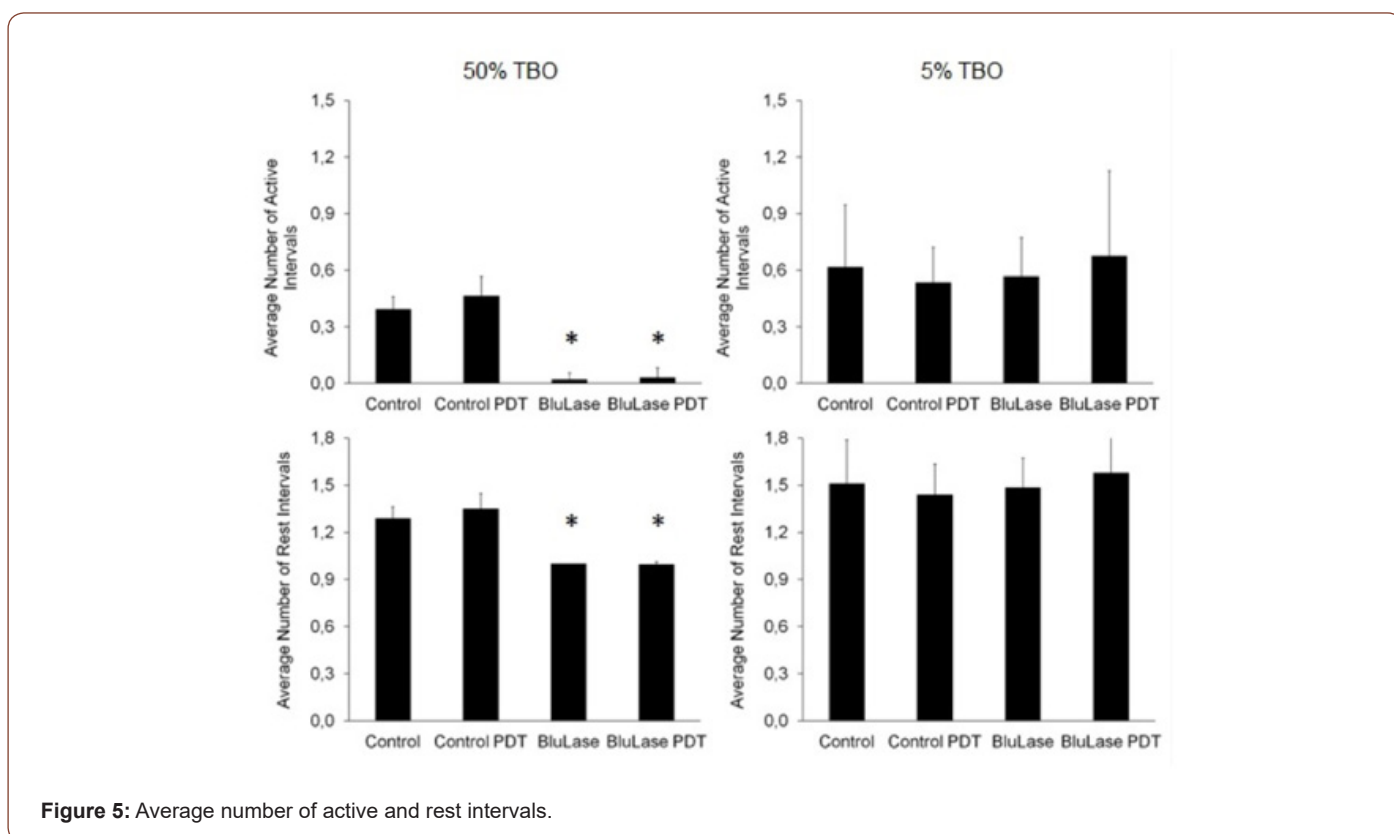 50% TBO
5% TBO
Average Number of Active
Intervals
1,5
1,2
0,9
0,6
0,3
0,0
*
*
Control
Control PDT
BluLase
BluLase PDT
Average Number of Active
Intervals
1,5
1,2
0,9
0,6
0,3
0,0
Control
Control PDT
BluLase
BluLase PDT
Average Number of Rest Intervals
1,8
1,5
1,2
0,9
0,6
0,3
0,0
*
*
Control
Control PDT
BluLase
BluLase PDT
Average Number of Rest Intervals
1,8
1,5
1,2
0,9
0,6
0,3
0,0
Control
Control PDT
BluLase
BluLase PDT
Figure 5: Average number of active and rest intervals.